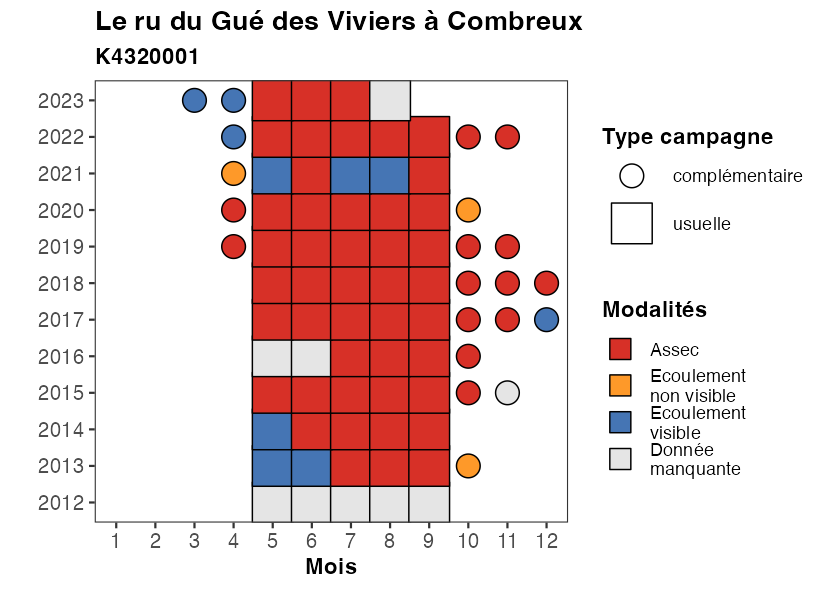 Le ru du Gué des Viviers à Combreux
K4320001
2023
2022
2021
2020
2019
2018
2017
2016
2015
2014
2013
2012
1 2 3 4 5 6 7 8 9 10 11 12
Mois
Type campagne
complémentaire
usuelle
Modalités
Assec
Ecoulement
non visible
Ecoulement
visible
Donnée
manquante